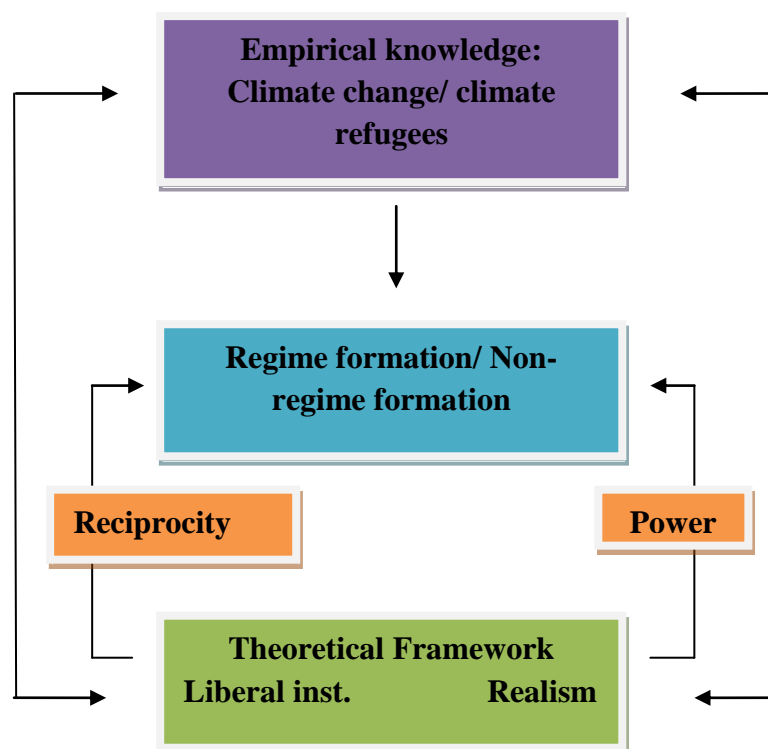 Empirical knowledge:
Climate change/ climate
refugees
Regime formation/ Non-
regime formation
Reciprocity
Power
Theoretical Framework
Liberal inst. Realism